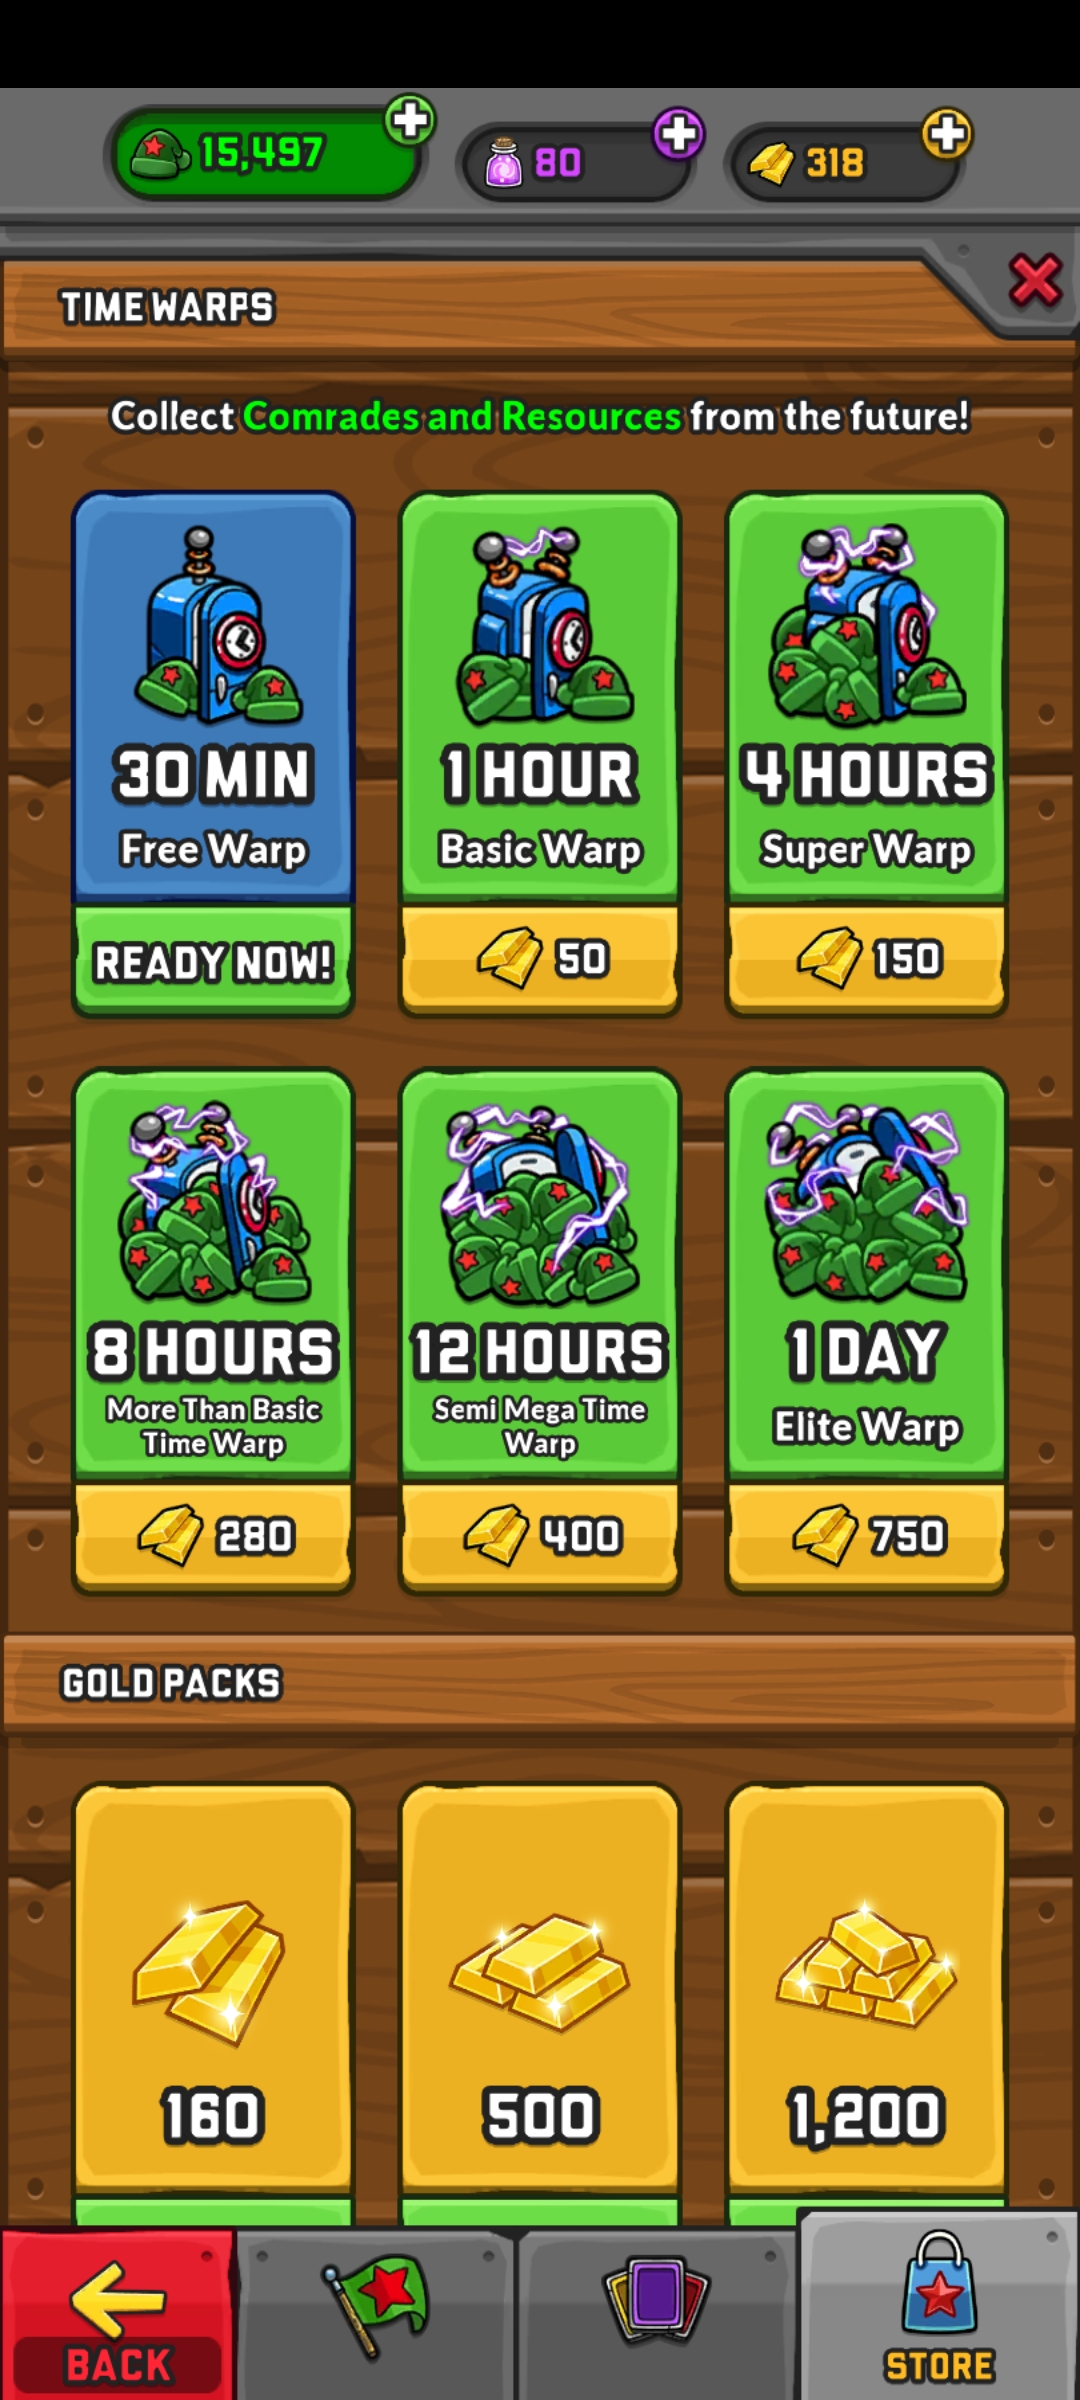 15,497
80
318
TIME WARPS
Collect Comrades and Resources from the future!
30 MIN
Free Warp
READY NOW!
1 HOUR
Basic Warp
50
4 HOURS
Super Warp
150
8 HOURS
More Than Basic
Time Warp
280
12 HOURS
Semi Mega Time
Warp
400
1 DAY
Elite Warp
750
GOLD PACKS
160
500
1,200
BACK
STORE